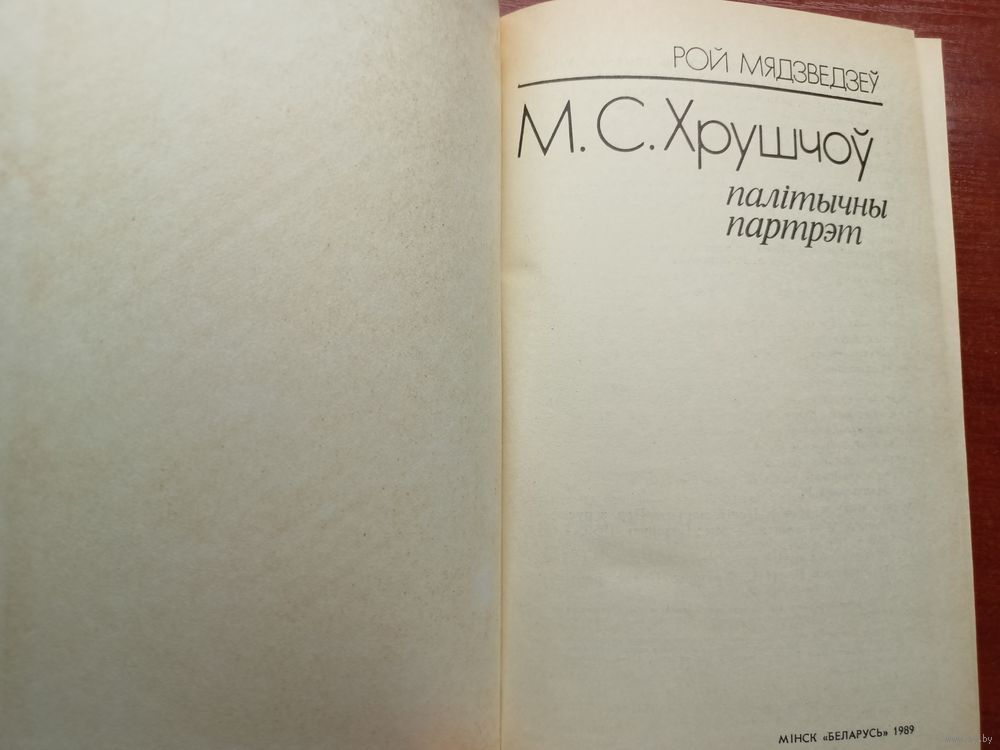 РОЙ МЯДЗВЕДЗЕЎ
М. С. Хрушчоў
палітычны
партрэт
МІНСК «БЕЛАРУСЬ» 1989